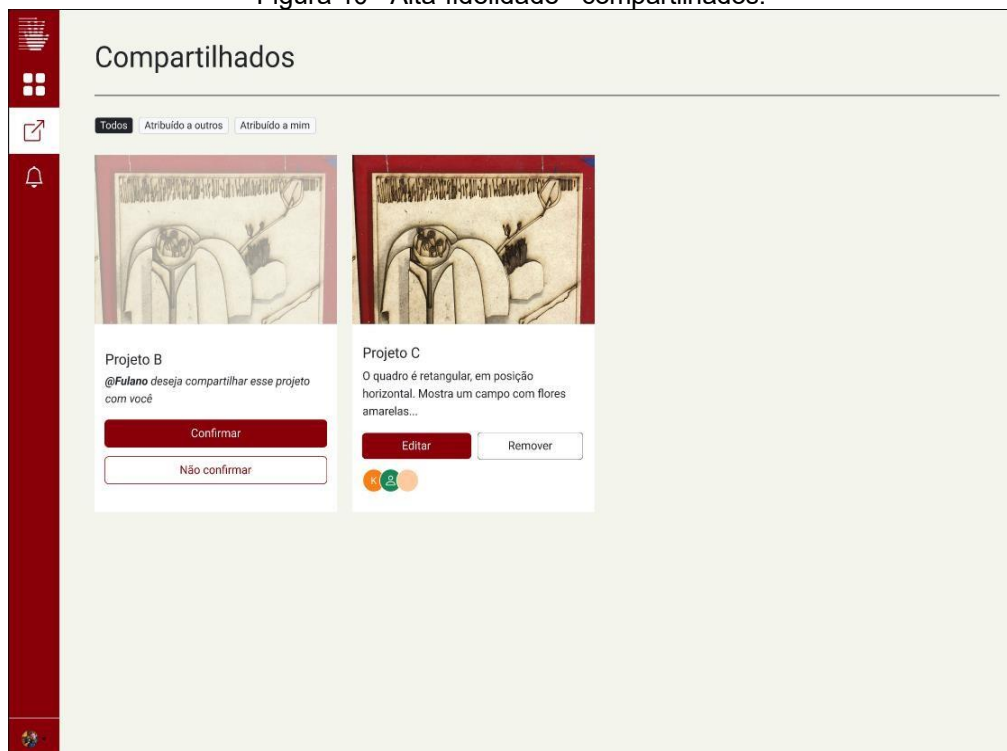 Figura 10 - Alta fidelidade - compartilhados.
Compartilhados
Todos
Atribuído a outros
Atribuído a mim
Projeto B
@Fulano deseja compartilhar esse projeto
com você
Confirmar
Não confirmar
Projeto C
O quadro é retangular, em posição
horizontal. Mostra um campo com flores
amarelas...
Editar
Remover
K